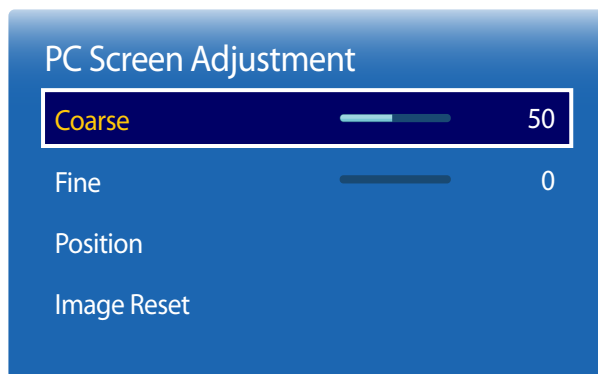 PC Screen Adjustment
Coarse 50
Fine 0
Position
Image Reset